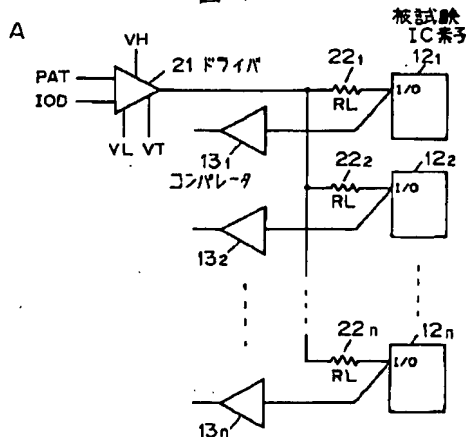 被試験
IC素子
A
VH
PAT
IOD
21 ドライバ
VL
VT
22₁
RL
12₁
I/O
13₁
コンパレータ
22₂
RL
12₂
I/O
13₂
22n
RL
12n
I/O
13n